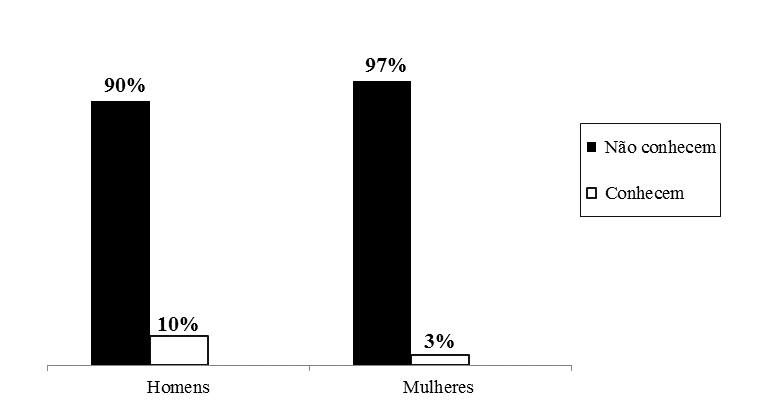 97%
90%
Não conhecem
Conhecem
10%
3%
Homens
Mulheres